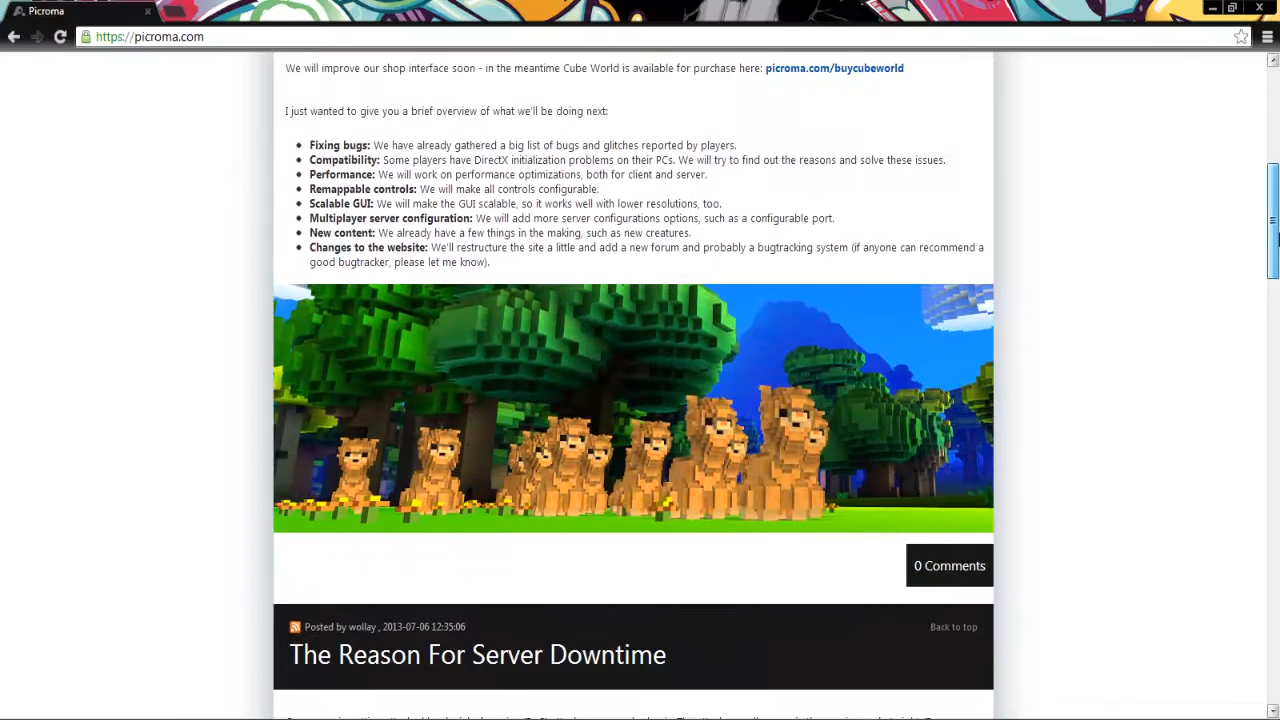 Picroma
https://picroma.com
We will improve our shop interface soon - in the meantime Cube World is available for purchase here: picroma.com/buycubeworld
I just wanted to give you a brief overview of what we'll be doing next:
Fixing bugs: We have already gathered a big list of bugs and glitches reported by players.
Compatibility: Some players have DirectX initialization problems on their PCs. We will try to find out the reasons and solve these issues.
Performance: We will work on performance optimizations, both for client and server.
Remappable controls: We will make all controls configurable.
Scalable GUI: We will make the GUI scalable, so it works well with lower resolutions, too.
Multiplayer server configuration: We will add more server configurations options, such as a configurable port.
New content: We already have a few things in the making, such as new creatures.
Changes to the website: We'll restructure the site a little and add a new forum and probably a bugtracking system (if anyone can recommend a
good bugtracker, please let me know).
0 Comments
Posted by wollay , 2013-07-06 12:35:06
Back to top
The Reason For Server Downtime